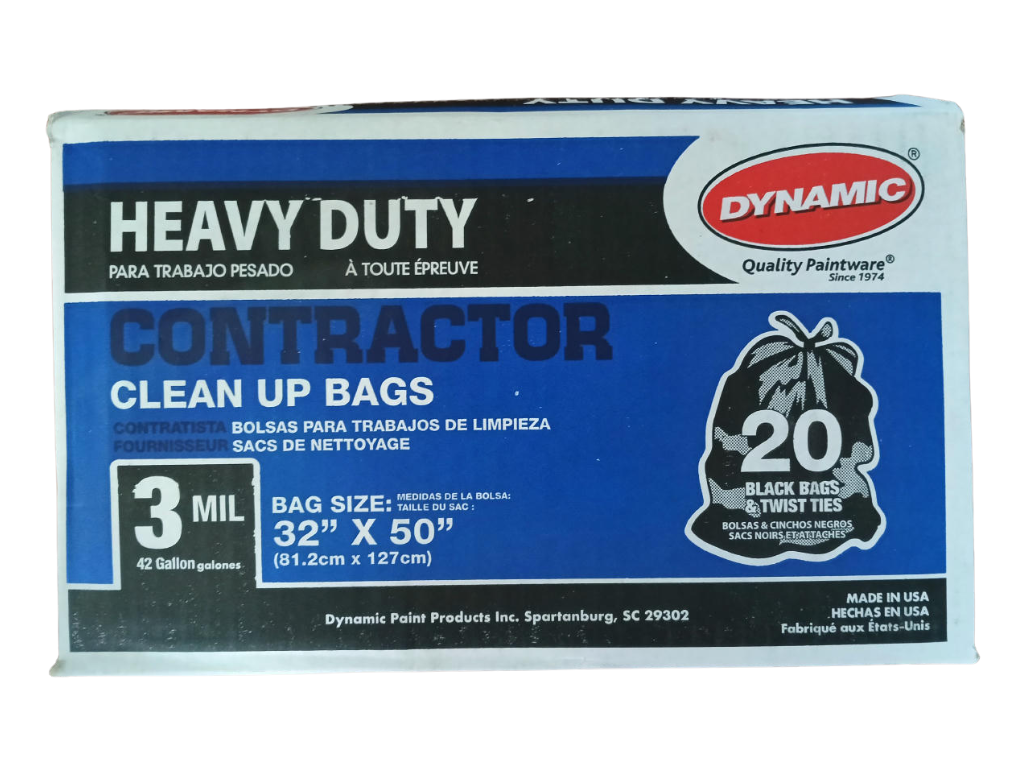 HEAVY DUTY
HEAVY DUTY
PARA TRABAJO PESADO À TOUTE ÉPREUVE
DYNAMIC®
Quality Paintware®
Since 1974
CONTRACTOR
CLEAN UP BAGS
CONTRATISTA BOLSAS PARA TRABAJOS DE LIMPIEZA
FOURNISSEUR SACS DE NETTOYAGE
3 MIL
42 Gallon galones
BAG SIZE: MEDIDAS DE LA BOLSA:
TAILLE DU SAC :
32” X 50”
(81.2cm x 127cm)
20
BLACK BAGS
& TWIST TIES
BOLSAS & CINCHOS NEGROS
SACS NOIRS ET ATTACHES
Dynamic Paint Products Inc. Spartanburg, SC 29302
MADE IN USA
HECHAS EN USA
Fabriqué aux États-Unis